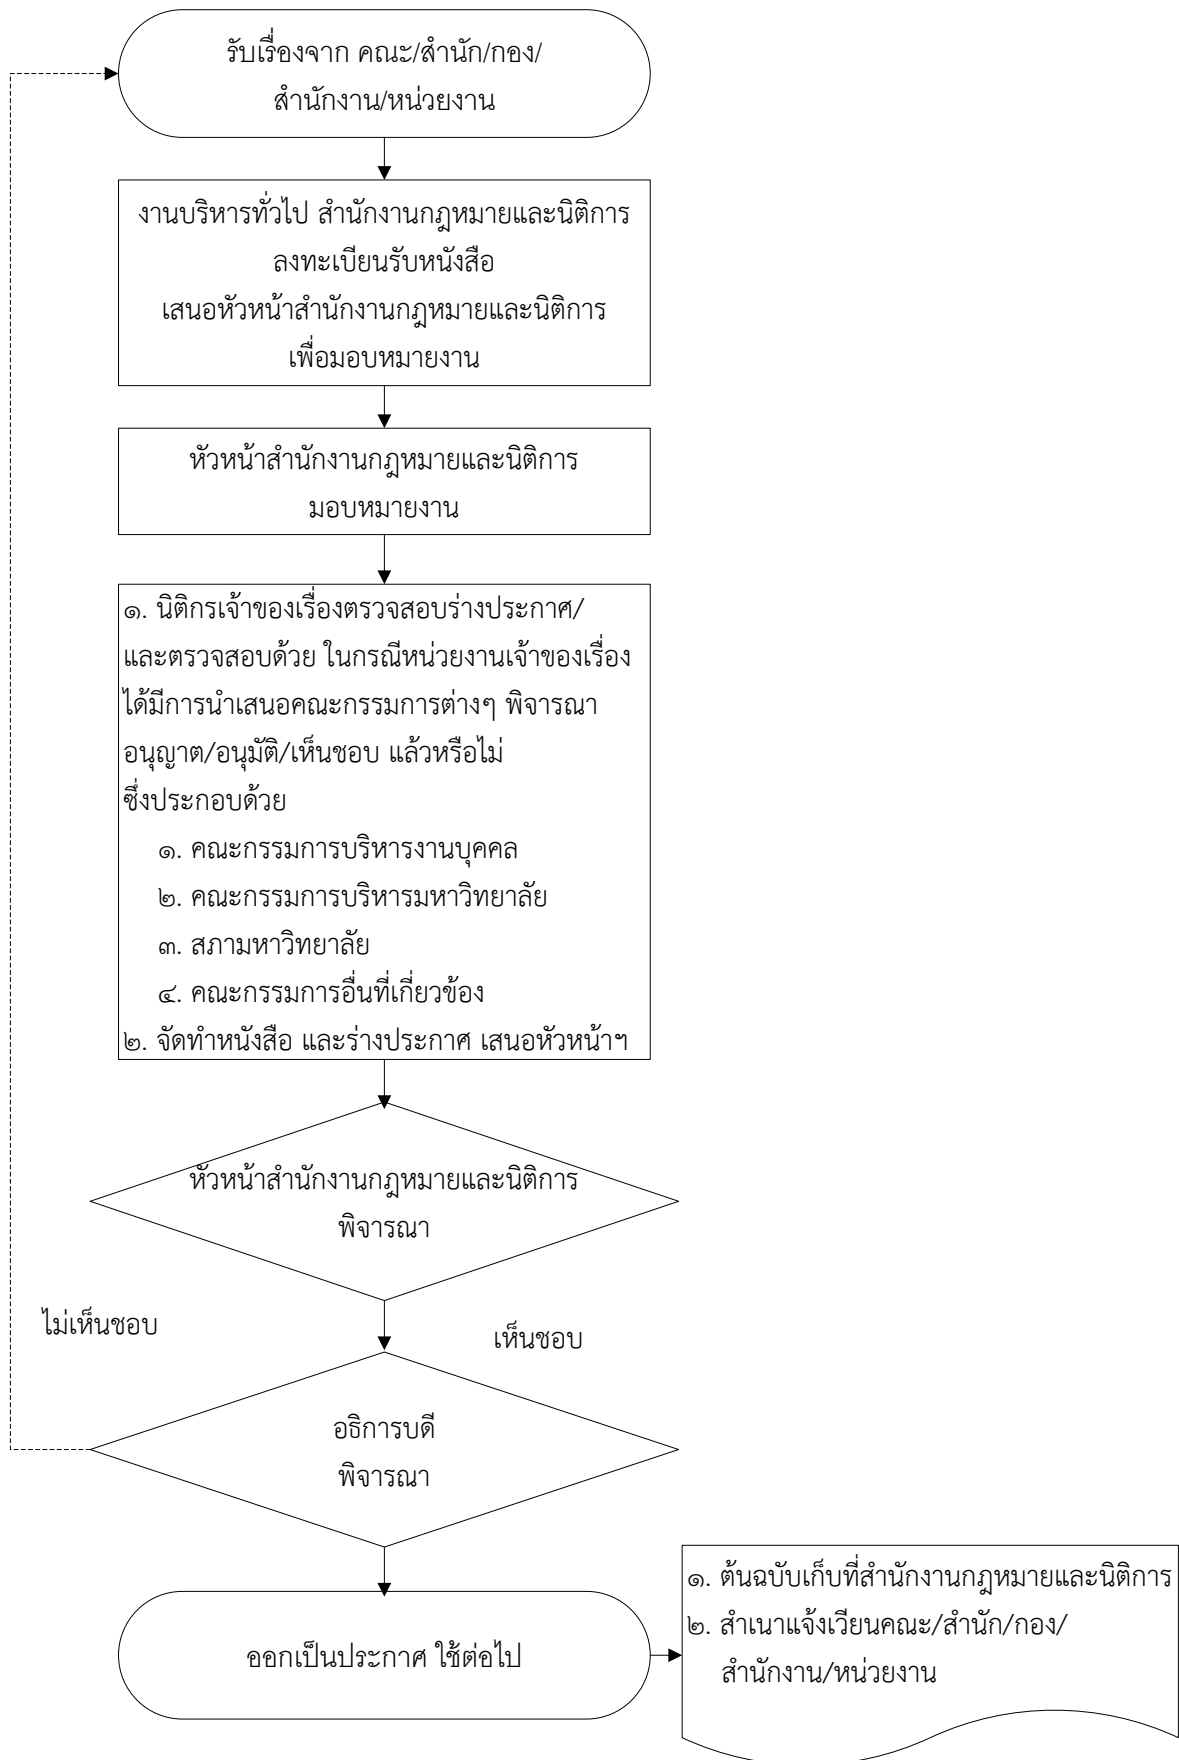 รับเรื่องจาก คณะ/สำนัก/กอง/
สำนักงาน/หน่วยงาน
งานบริหารทั่วไป สำนักงานกฎหมายและนิติการ
ลงทะเบียนรับหนังสือ
เสนอหัวหน้าสำนักงานกฎหมายและนิติการ
เพื่อมอบหมายงาน
หัวหน้าสำนักงานกฎหมายและนิติการ
มอบหมายงาน
๑. นิติกรเจ้าของเรื่องตรวจสอบร่างประกาศ/
และตรวจสอบด้วย ในกรณีหน่วยงานเจ้าของเรื่อง
ได้มีการนำเสนอคณะกรรมการต่างๆ พิจารณา
อนุญาต/อนุมัติ/เห็นชอบ แล้วหรือไม่
ซึ่งประกอบด้วย
๑. คณะกรรมการบริหารงานบุคคล
๒. คณะกรรมการบริหารมหาวิทยาลัย
๓. สภามหาวิทยาลัย
๔. คณะกรรมการอื่นที่เกี่ยวข้อง
๒. จัดทำหนังสือ และร่างประกาศ เสนอหัวหน้าฯ
หัวหน้าสำนักงานกฎหมายและนิติการ
พิจารณา
ไม่เห็นชอบ
เห็นชอบ
อธิการบดี
พิจารณา
ออกเป็นประกาศ ใช้ต่อไป
๑. ต้นฉบับเก็บที่สำนักงานกฎหมายและนิติการ
๒. สำเนาแจ้งเวียนคณะ/สำนัก/กอง/
สำนักงาน/หน่วยงาน